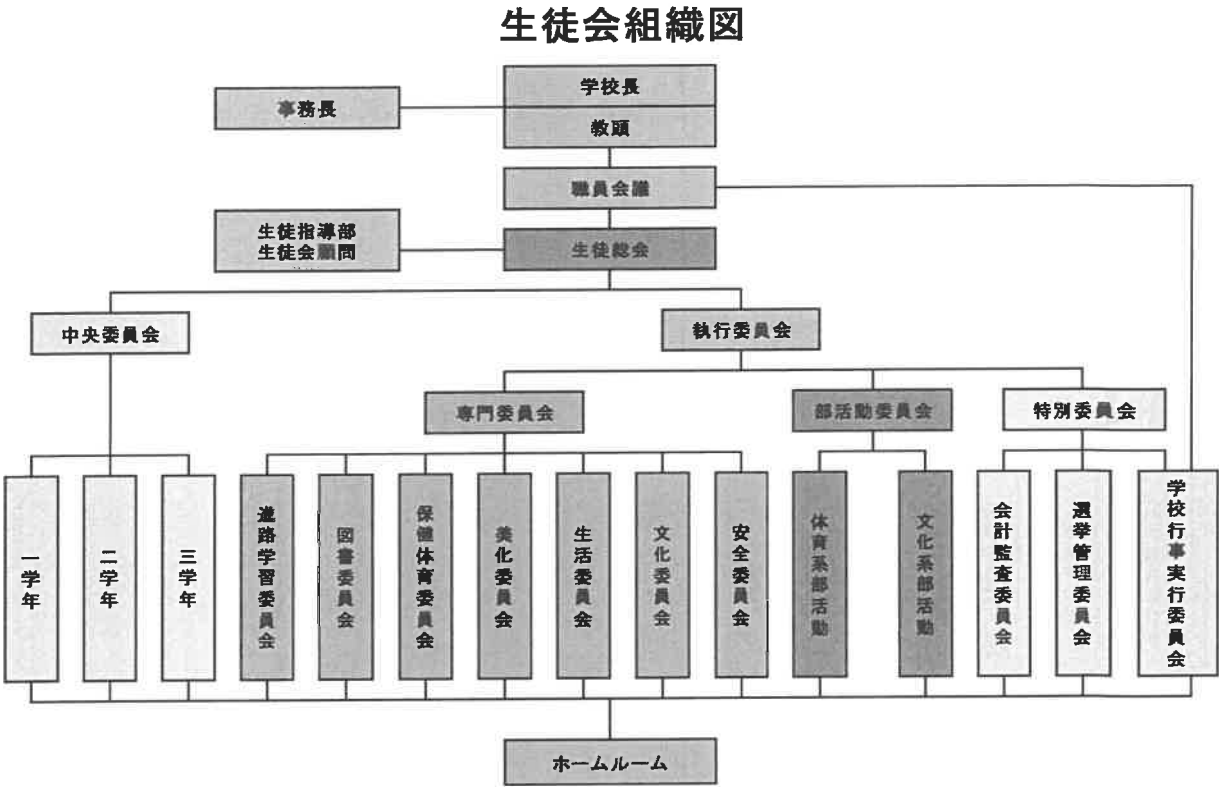 生徒会組織図
学校長
事務長
教頭
職員会議
生徒指導部
生徒会顧問
生徒総会
中央委員会
執行委員会
専門委員会
部活動委員会
特別委員会
一学年
二学年
三学年
進路学習委員会
図書委員会
保健体育委員会
美化委員会
生活委員会
文化委員会
安全委員会
体育系部活動
文化系部活動
会計監査委員会
選挙管理委員会
学校行事実行委員会
ホームルーム